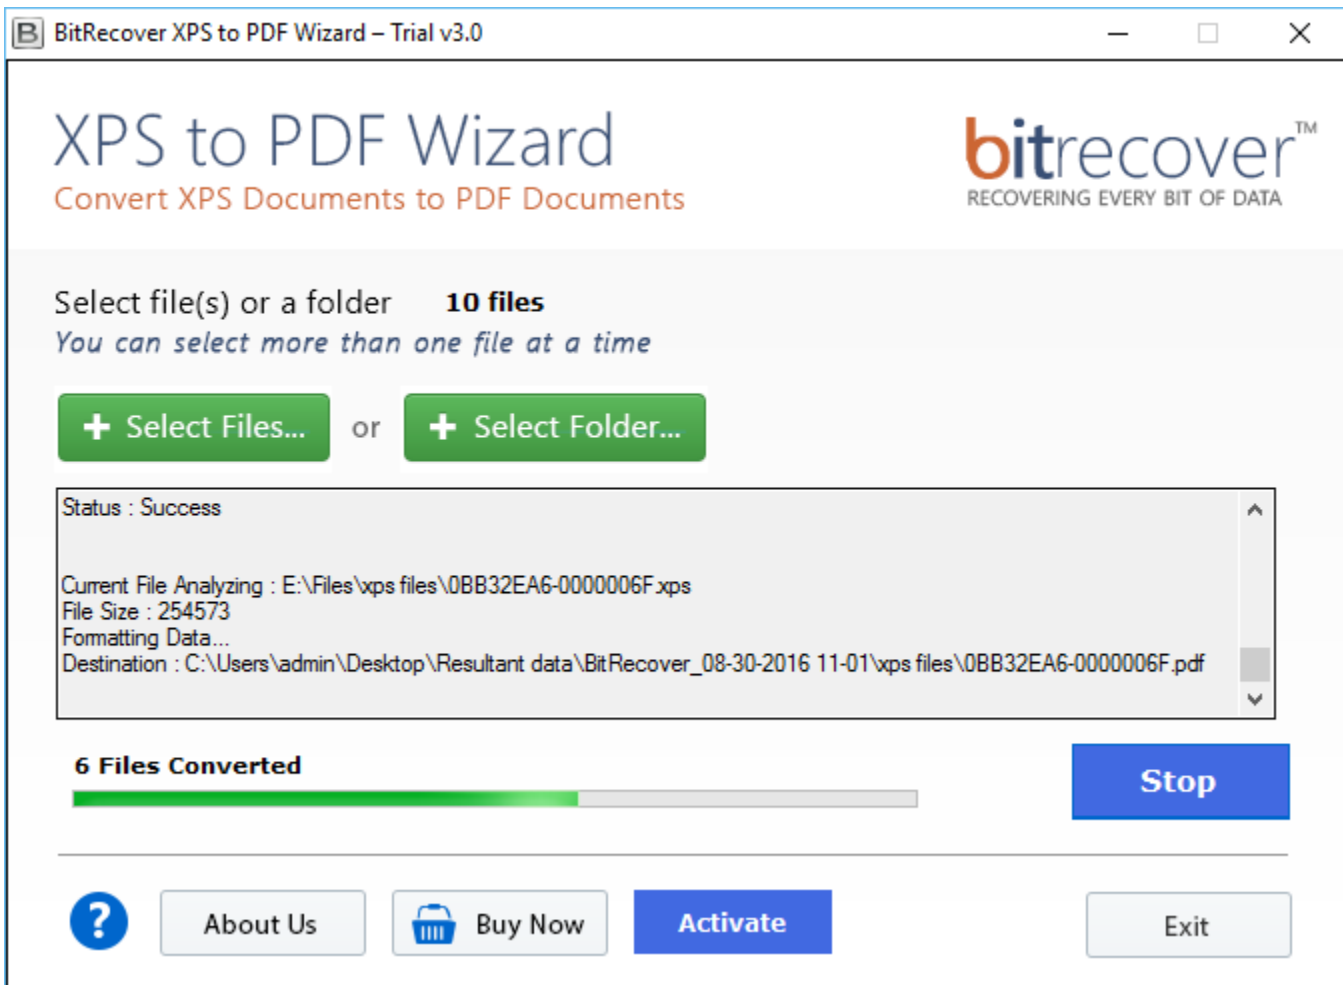 B BitRecover XPS to PDF Wizard – Trial v3.0
XPS to PDF Wizard
Convert XPS Documents to PDF Documents
bitrecover™
RECOVERING EVERY BIT OF DATA
Select file(s) or a folder 10 files
You can select more than one file at a time
+ Select Files... or + Select Folder...
Status : Success
Current File Analyzing : E:\Files\xps files\0BB32EA6-0000006F.xps
File Size : 254573
Formatting Data...
Destination : C:\Users\admin\Desktop\Resultant data\BitRecover_08-30-2016 11-01\xps files\0BB32EA6-0000006F.pdf
6 Files Converted
Stop
? About Us Buy Now Activate Exit